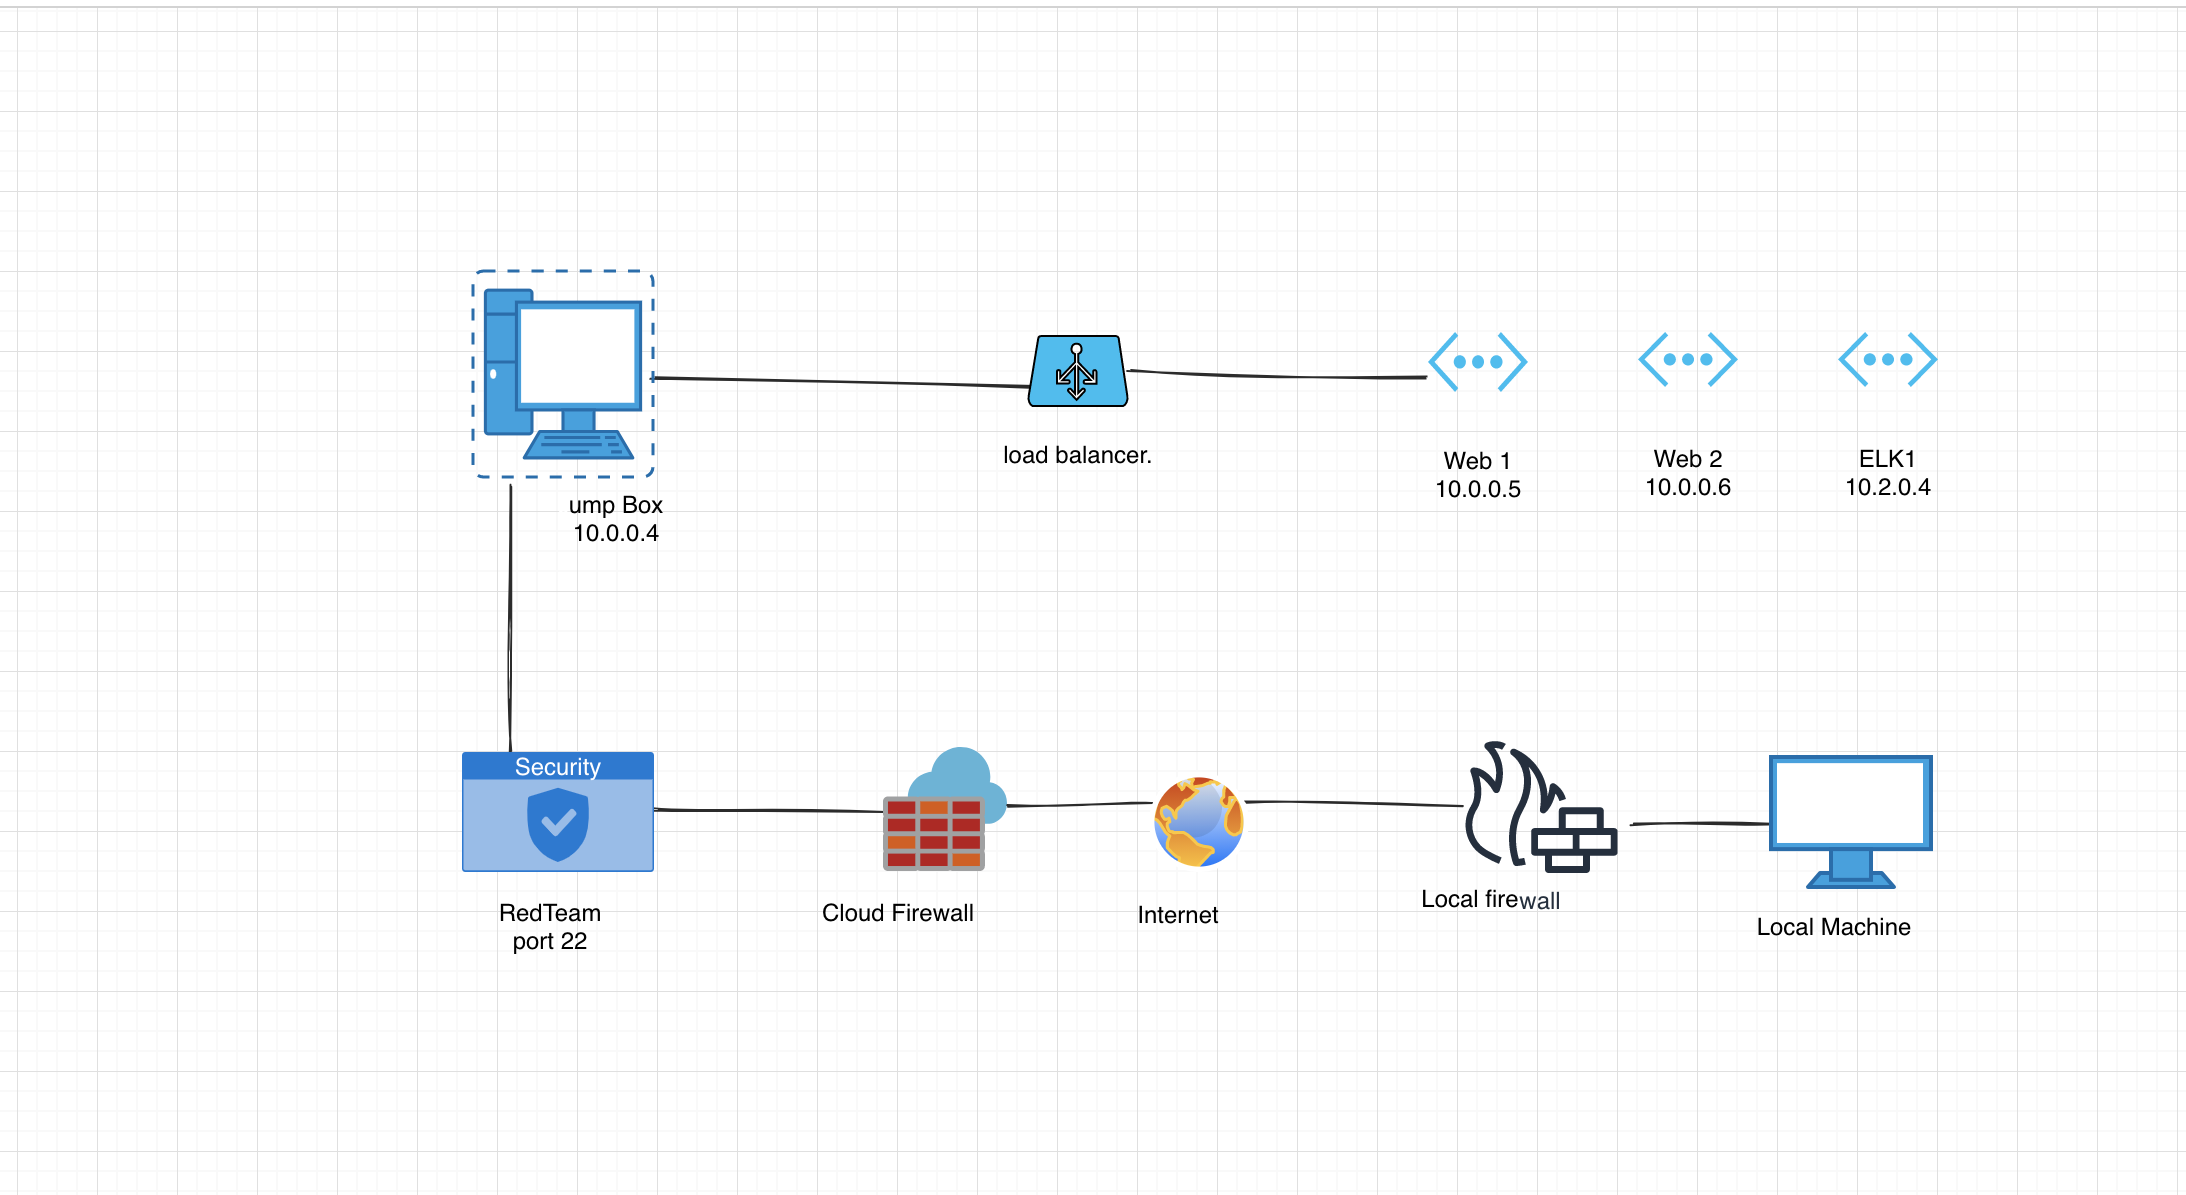 load balancer.
Web 1
10.0.0.5
Web 2
10.0.0.6
ELK1
10.2.0.4
ump Box
10.0.0.4
Security
RedTeam
port 22
Cloud Firewall
Internet
Local firewall
Local Machine